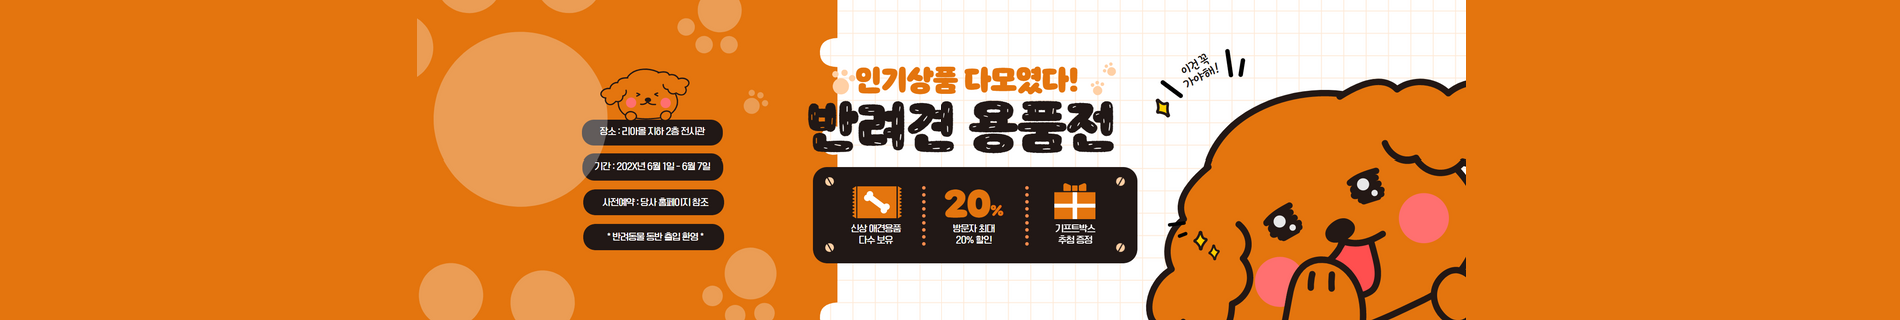 장소 : 리아몰 지하 2층 전시관
기간 : 202X년 6월 1일 - 6월 7일
사전예약 : 당사 홈페이지 참조
* 반려동물 동반 출입 환영 *
인기상품 다모였다!
반려견 용품전
신상 애견용품
다수 보유
20%
방문자 최대
20% 할인
기프트박스
추첨 증정
이건 꼭
가야해!